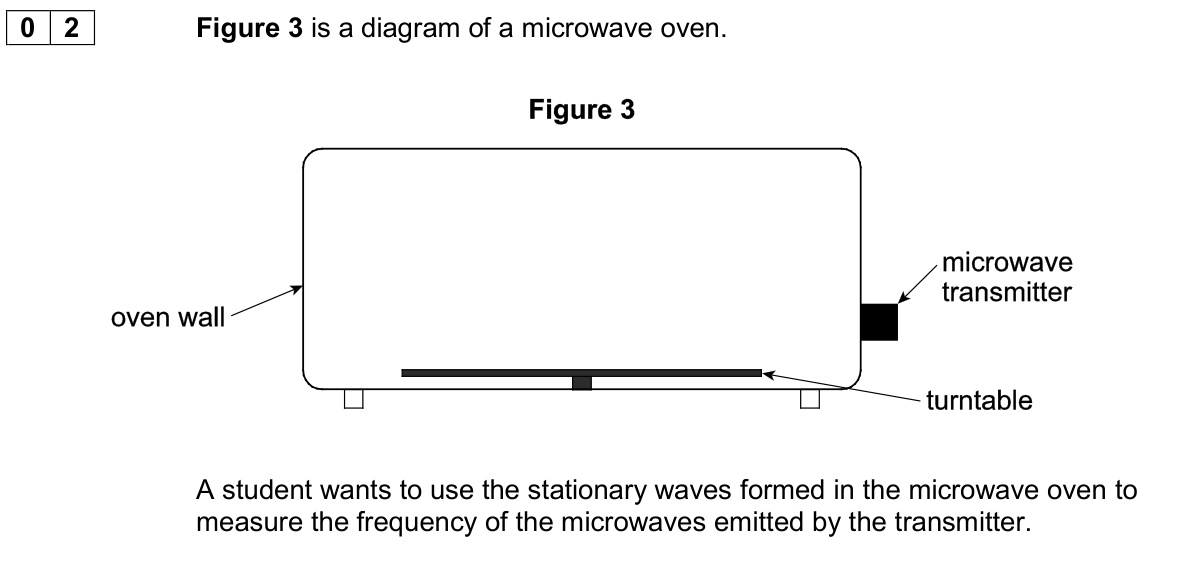 0 2 Figure 3 is a diagram of a microwave oven.
Figure 3
microwave
transmitter
oven wall
turntable
A student wants to use the stationary waves formed in the microwave oven to
measure the frequency of the microwaves emitted by the transmitter.